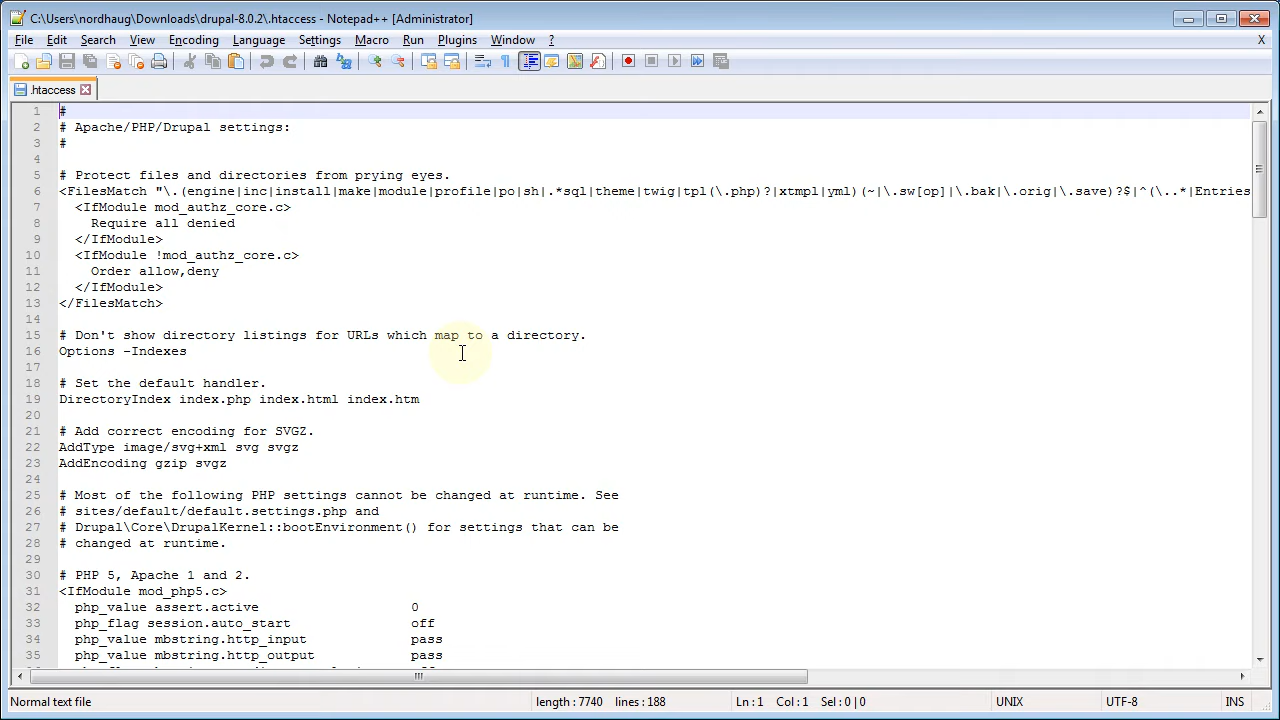 C:\Users\nordhaug\Downloads\drupal-8.0.2\.htaccess - Notepad++ [Administrator]
File Edit Search View Encoding Language Settings Macro Run Plugins Window ? X
.htaccess
1 #
2 # Apache/PHP/Drupal settings:
3 #
4
5 # Protect files and directories from prying eyes.
6 <FilesMatch "\.(engine|inc|install|make|module|profile|po|sh|.*sql|theme|twig|tpl(\.php)?|xtmpl|yml)(~|\.sw[op]|\.bak|\.orig|\.save)?$|^(\..*|Entries
7 <IfModule mod_authz_core.c>
8 Require all denied
9 </IfModule>
10 <IfModule !mod_authz_core.c>
11 Order allow,deny
12 </IfModule>
13 </FilesMatch>
14
15 # Don't show directory listings for URLs which map to a directory.
16 Options -Indexes
17
18 # Set the default handler.
19 DirectoryIndex index.php index.html index.htm
20
21 # Add correct encoding for SVGZ.
22 AddType image/svg+xml svg svgz
23 AddEncoding gzip svgz
24
25 # Most of the following PHP settings cannot be changed at runtime. See
26 # sites/default/default.settings.php and
27 # Drupal\Core\DrupalKernel::bootEnvironment() for settings that can be
28 # changed at runtime.
29
30 # PHP 5, Apache 1 and 2.
31 <IfModule mod_php5.c>
32 php_value assert.active 0
33 php_flag session.auto_start off
34 php_value mbstring.http_input pass
35 php_value mbstring.http_output pass
Normal text file length : 7740 lines : 188 Ln : 1 Col : 1 Sel : 0 | 0 UNIX UTF-8 INS